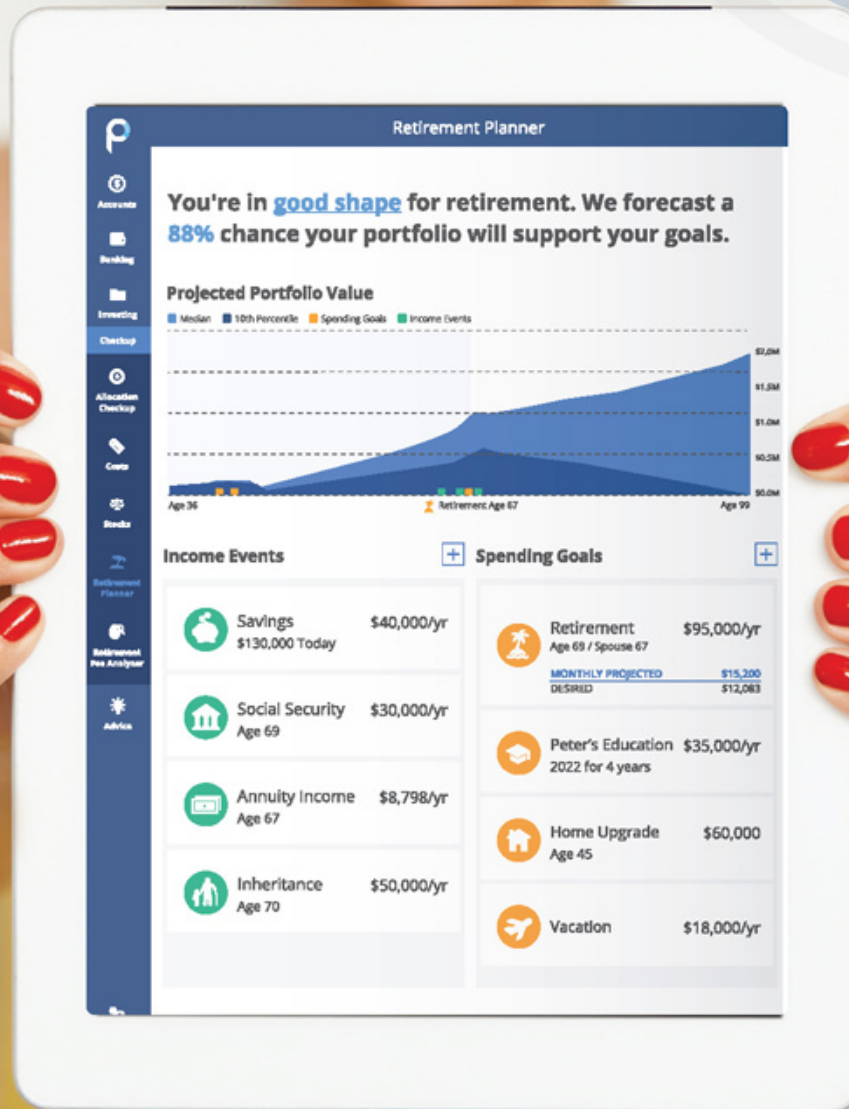 Retirement Planner
Accounts
Banking
Investing
Checkup
Allocation
Checkup
Costs
Stocks
Retirement
Planner
Retirement
Fee Analyzer
Advice
You're in good shape for retirement. We forecast a
88% chance your portfolio will support your goals.
Projected Portfolio Value
Median 10th Percentile Spending Goals Income Events
$2,0M
$1,5M
$1,0M
$0,5M
$0,0M
Age 36 Retirement Age 67 Age 99
Income Events
Savings $40,000/yr
$130,000 Today
Social Security $30,000/yr
Age 69
Annuity Income $8,798/yr
Age 67
Inheritance $50,000/yr
Age 70
Spending Goals
Retirement $95,000/yr
Age 69 / Spouse 67
MONTHLY PROJECTED $15,200
DESIRED $12,083
Peter's Education $35,000/yr
2022 for 4 years
Home Upgrade $60,000
Age 45
Vacation $18,000/yr